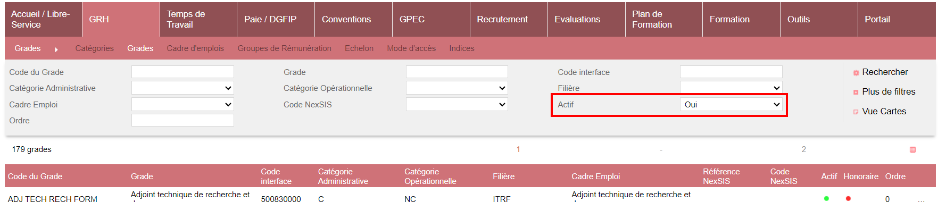 Accueil / Libre-Service GRH Temps de Travail Paie / DGFIP Conventions GPEC Recrutement Evaluations Plan de Formation Formation Outils Portail
Grades Catégories Grades Cadre d'emplois Groupes de Rémunération Echelon Mode d'accès Indices
Code du Grade Grade Code interface Rechercher
Catégorie Administrative Catégorie Opérationnelle Filière
Plus de filtres
Cadre Emploi Code NexSIS Actif Oui
Vue Cartes
Ordre
179 grades 1 .. 2
Code du Grade Grade Code interface Catégorie Administrative Catégorie Opérationnelle Filière Cadre Emploi Référence NexSIS Code NexSIS Actif Honoraire Ordre
ADJ TECH RECH FORM Adjoint technique de recherche et 500830000 C NC ITRF Adjoint technique de recherche et 0 ...